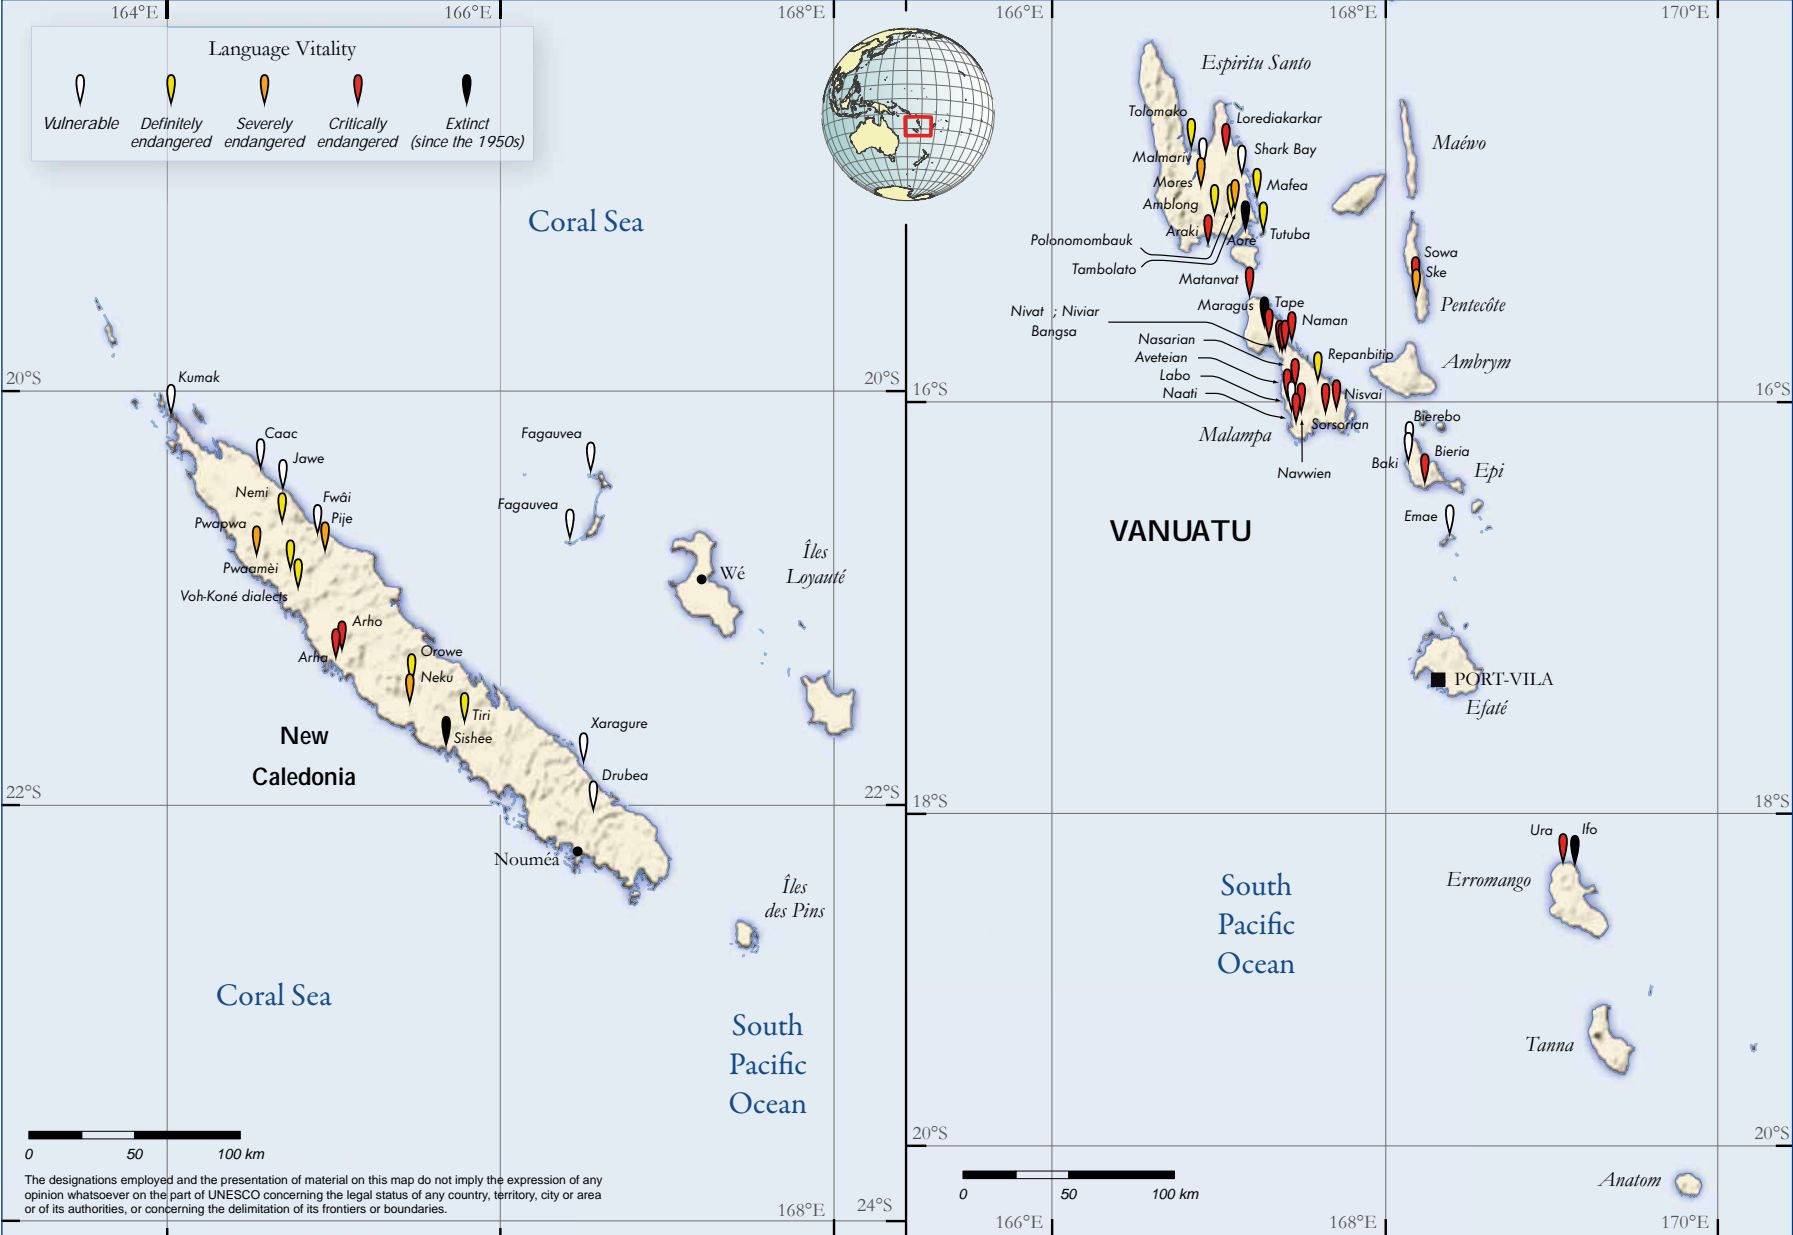 164°E
166°E
168°E
166°E
168°E
170°E
Language Vitality
Vulnerable
Definitely
endangered
Severely
endangered
Critically
endangered
Extinct
(since the 1950s)
Coral Sea
Espiritu Santo
Tolomako
Lorediakarkar
Malmariv
Shark Bay
Maéwo
Mores
Mafea
Amblong
Araki
Aore
Tutuba
Polonomombauk
Tambolato
Sowa
Ske
Matanvat
Pentecôte
Maragus
Tape
Nivat ; Niviar
Bangsa
Naman
Nasarian
Aveteian
Repanbitip
Ambrym
Labo
Naati
Nisvai
Sorsorian
Malampa
Navwien
Bierebo
Bieria
Baki
Epi
Emae
20°S
20°S
16°S
16°S
Kumak
Caac
Jawe
Nemi
Fwâi
Pije
Pwapwa
Pwaamèi
Voh-Koné dialects
Fagauvea
Fagauvea
Îles
Loyauté
Wé
VANUATU
Arho
Arha
Orowe
Neku
Tiri
Sishee
Xaragure
Drubea
New
Caledonia
PORT-VILA
Efaté
22°S
22°S
18°S
18°S
Nouméa
Îles
des Pins
Ura
Ifo
Erromango
South
Pacific
Ocean
Coral Sea
South
Pacific
Ocean
Tanna
20°S
20°S
Anatom
0
50
100 km
0
50
100 km
The designations employed and the presentation of material on this map do not imply the expression of any
opinion whatsoever on the part of UNESCO concerning the legal status of any country, territory, city or area
or of its authorities, or concerning the delimitation of its frontiers or boundaries.
168°E
24°S
166°E
168°E
170°E